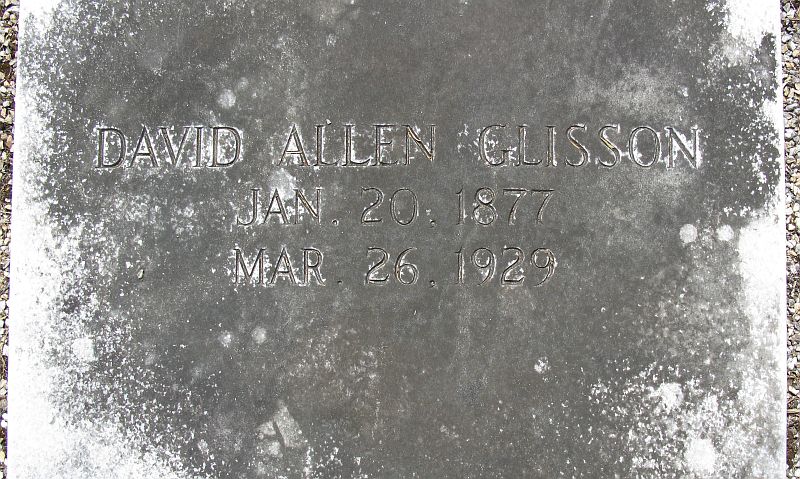 DAVID ALLEN GLISSON
JAN. 20. 1877
MAR. 26. 1929